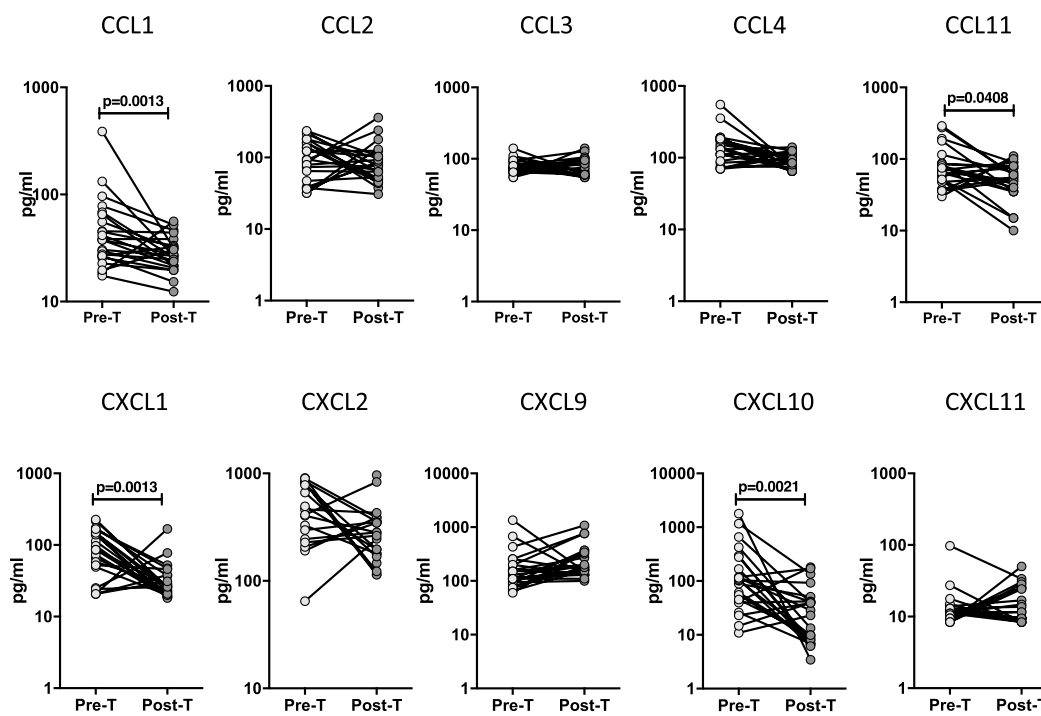 CCL1 CCL2 CCL3 CCL4 CCL11
1000 1000 1000 1000 1000
p=0.0013 p=0.0408
100 100 100 100 100
pg/ml pg/ml pg/ml pg/ml pg/ml
10 10 10 10
10 1 1 1 1
Pre-T Post-T Pre-T Post-T Pre-T Post-T Pre-T Post-T Pre-T Post-T
CXCL1 CXCL2 CXCL9 CXCL10 CXCL11
1000 1000 10000 10000 1000
p=0.0013 p=0.0021
1000 1000
100 100 100 100 100
pg/ml pg/ml pg/ml pg/ml pg/ml
10 10 10 10
1 10 1 1 1
Pre-T Post-T Pre-T Post-T Pre-T Post-T Pre-T Post-T Pre-T Post-T